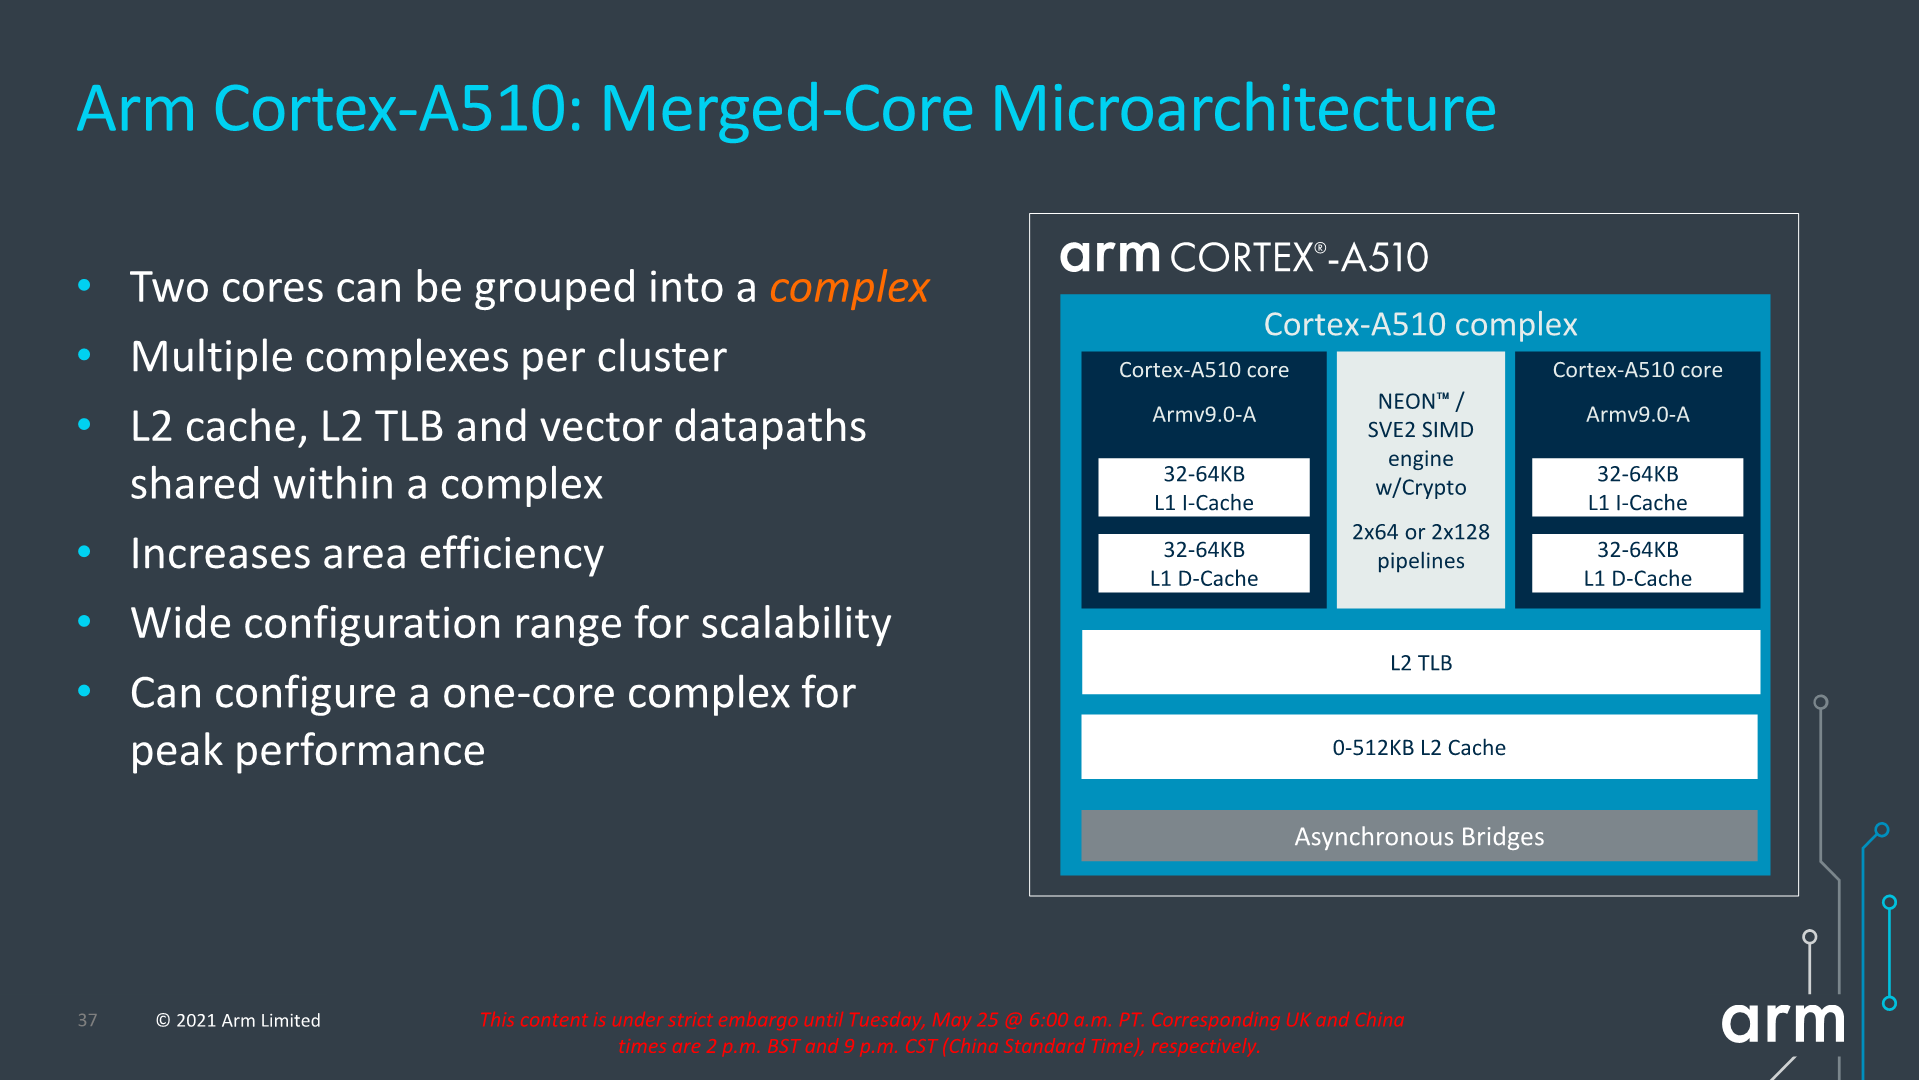 Arm Cortex-A510: Merged-Core Microarchitecture
• Two cores can be grouped into a complex
• Multiple complexes per cluster
• L2 cache, L2 TLB and vector datapaths
shared within a complex
• Increases area efficiency
• Wide configuration range for scalability
• Can configure a one-core complex for
peak performance
arm CORTEX®-A510
Cortex-A510 complex
Cortex-A510 core
Armv9.0-A
32-64KB
L1 I-Cache
32-64KB
L1 D-Cache
NEON™ /
SVE2 SIMD
engine
w/Crypto
2x64 or 2x128
pipelines
Cortex-A510 core
Armv9.0-A
32-64KB
L1 I-Cache
32-64KB
L1 D-Cache
L2 TLB
0-512KB L2 Cache
Asynchronous Bridges
37
© 2021 Arm Limited
This content is under strict embargo until Tuesday, May 25 @ 6:00 a.m. PT. Corresponding UK and China
times are 2 p.m. BST and 9 p.m. CST (China Standard Time), respectively.
arm